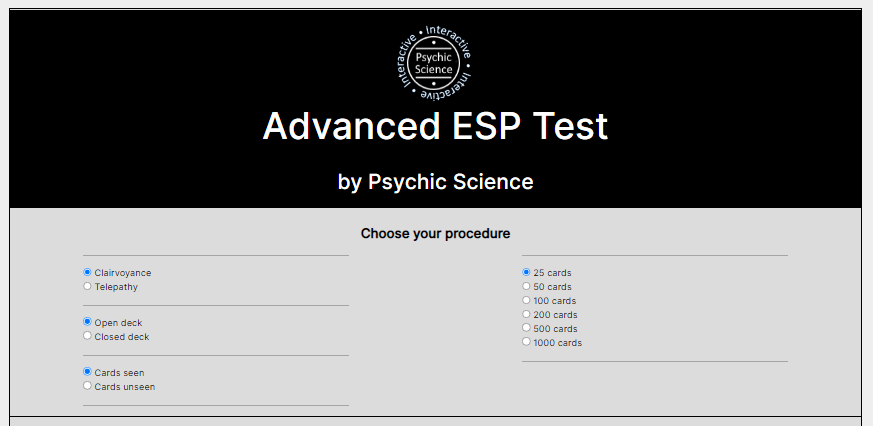 Interactive • Interactive • Interactive •
Psychic
Science
Advanced ESP Test
by Psychic Science
Choose your procedure
Clairvoyance
Telepathy
Open deck
Closed deck
Cards seen
Cards unseen
25 cards
50 cards
100 cards
200 cards
500 cards
1000 cards